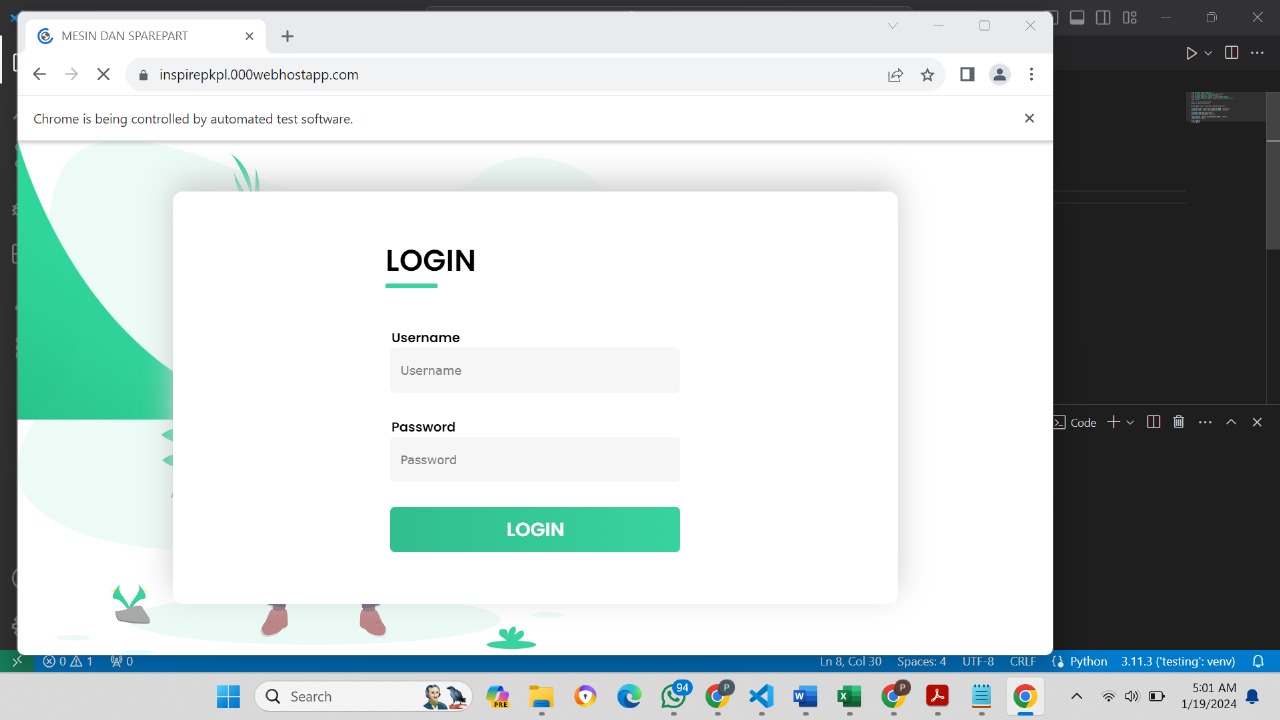 MESIN DAN SPAREPART
inspirepkpl.000webhostapp.com
Chrome is being controlled by automated test software.
LOGIN
Username
Username
Password
Password
LOGIN
Code
0 1 0 Ln 8, Col 30 Spaces: 4 UTF-8 CRLF Python 3.11.3 ('testing': venv)
Search PRE 94 P P 5:01 AM
1/19/2024